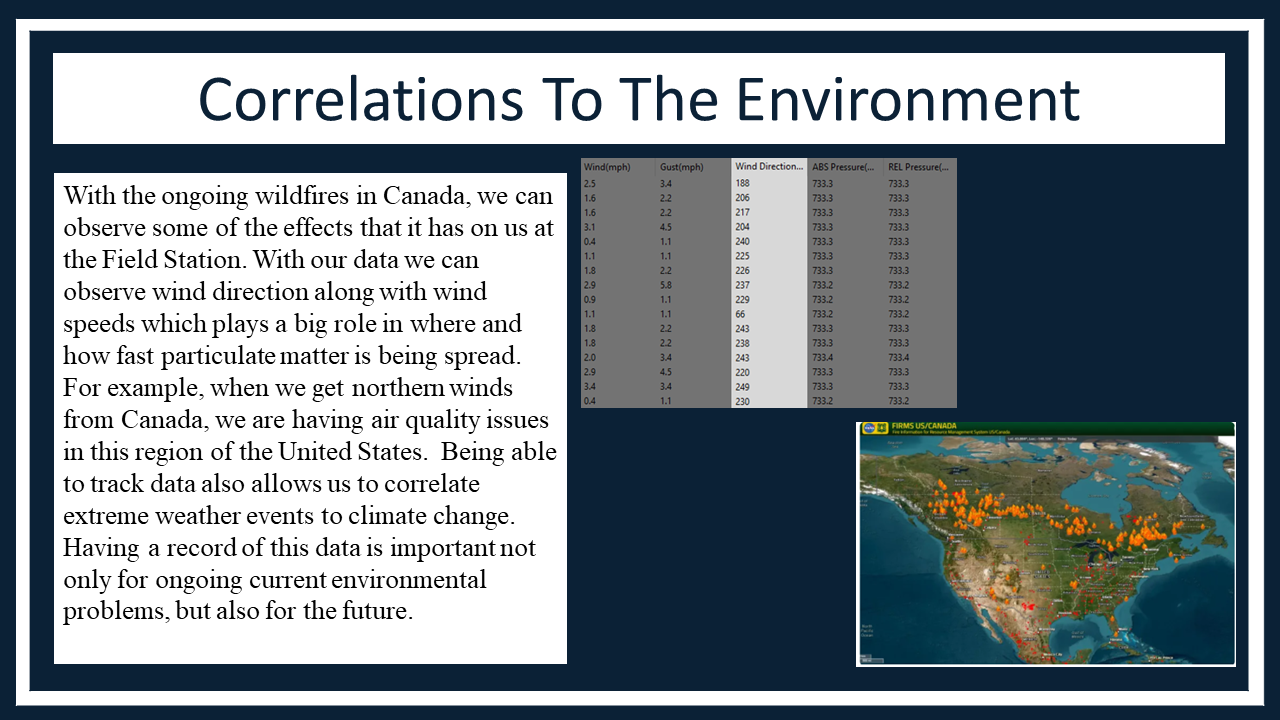 Correlations To The Environment
With the ongoing wildfires in Canada, we can
observe some of the effects that it has on us at
the Field Station. With our data we can
observe wind direction along with wind
speeds which plays a big role in where and
how fast particulate matter is being spread.
For example, when we get northern winds
from Canada, we are having air quality issues
in this region of the United States.  Being able
to track data also allows us to correlate
extreme weather events to climate change.
Having a record of this data is important not
only for ongoing current environmental
problems, but also for the future.
Wind(mph) Gust(mph) Wind Direction... ABS Pressure(... REL Pressure(...
2.5 3.4 188 733.3 733.3
1.6 2.2 206 733.3 733.3
1.6 2.2 217 733.3 733.3
3.1 4.5 204 733.3 733.3
0.4 1.1 240 733.3 733.3
1.1 1.1 225 733.3 733.3
1.8 2.2 226 733.3 733.3
2.9 5.8 237 733.2 733.2
0.9 1.1 229 733.2 733.2
1.1 1.1 66 733.2 733.2
1.8 2.2 243 733.3 733.3
1.8 2.2 238 733.3 733.3
2.0 3.4 243 733.4 733.4
2.9 4.5 220 733.3 733.3
3.4 3.4 249 733.3 733.3
0.4 1.1 230 733.2 733.2
FIRMS US/CANADA
Fire Information for Resource Management System US/Canada